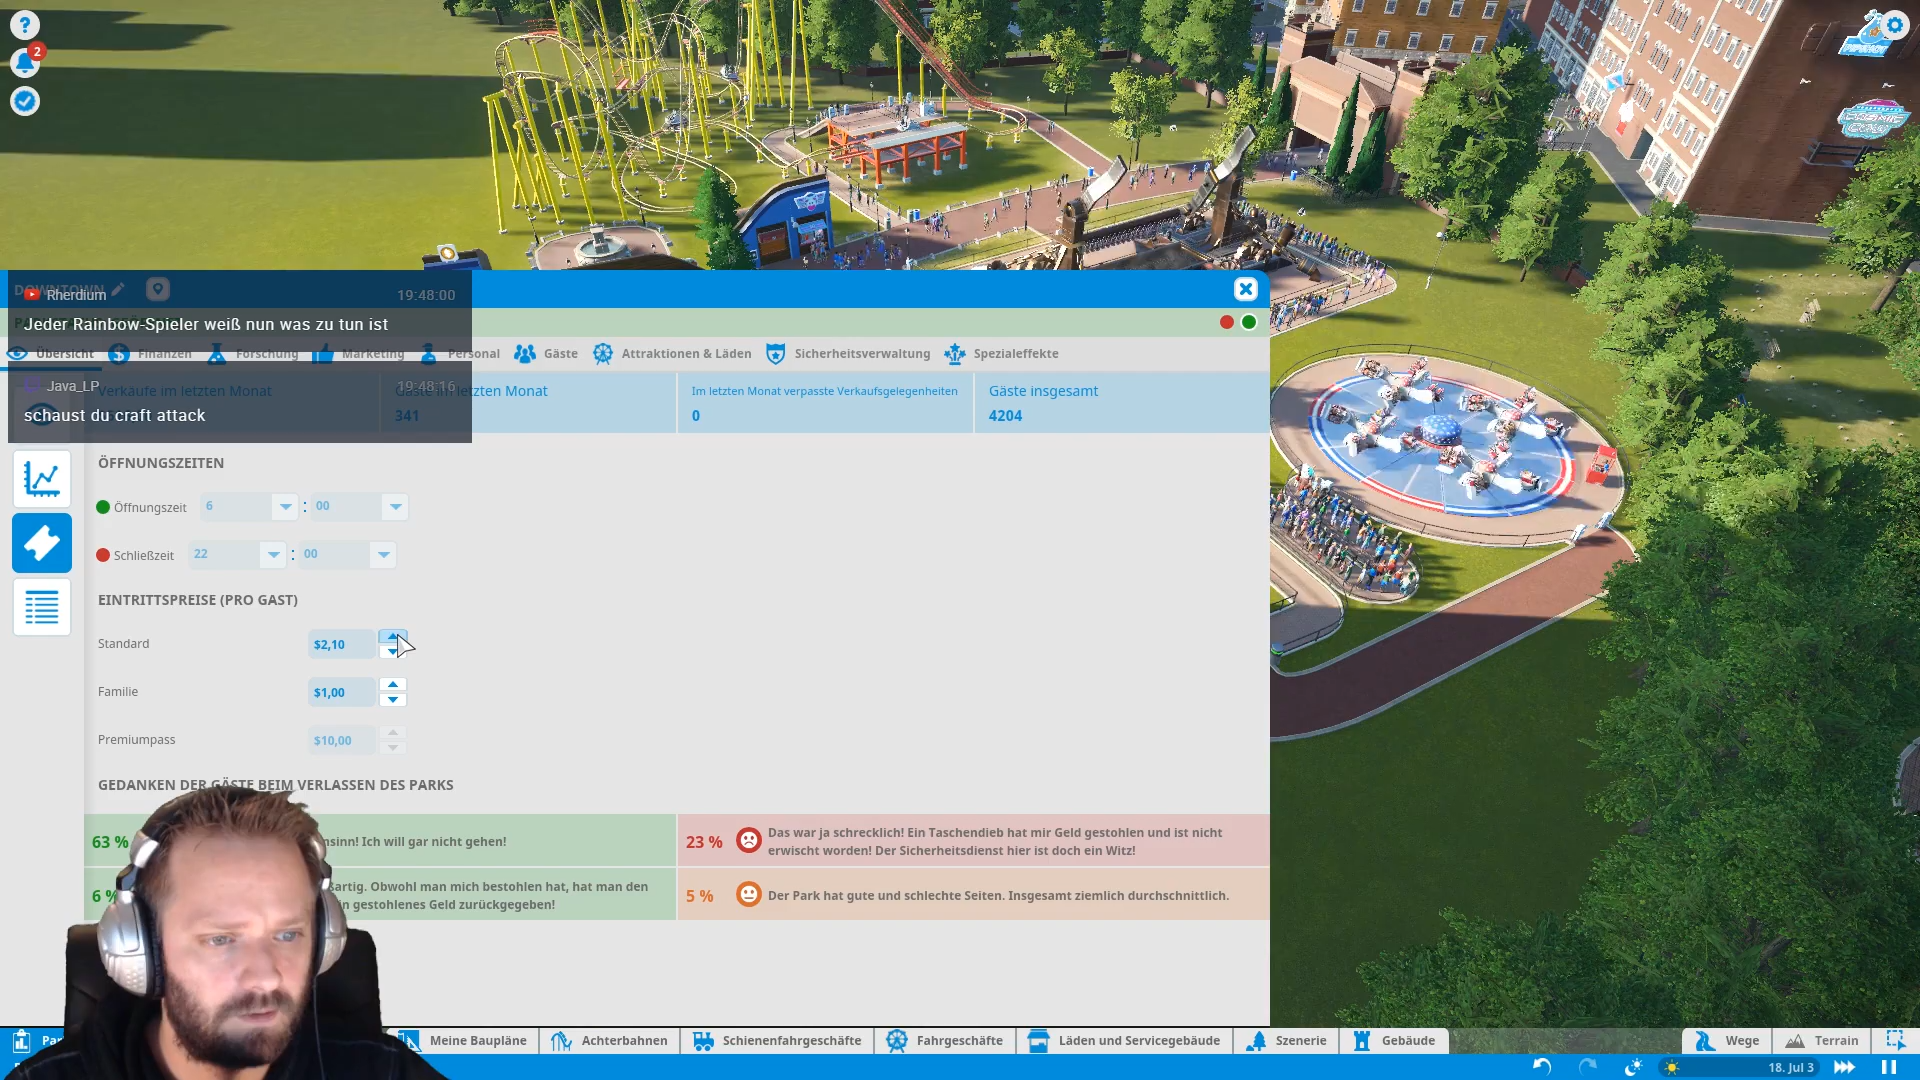 ?
2
DOWNTOWN
Rherdium
19:48:00
Jeder Rainbow-Spieler weiß nun was zu tun ist
Übersicht
Finanzen
Forschung
Marketing
Personal
Gäste
Attraktionen & Läden
Sicherheitsverwaltung
Spezialeffekte
Java_LP
19:48:16
schaust du craft attack
Verkäufe im letzten Monat
Gäste im letzten Monat
341
Im letzten Monat verpasste Verkaufsgelegenheiten
0
Gäste insgesamt
4204
ÖFFNUNGSZEITEN
Öffnungszeit
6
:
00
Schließzeit
22
:
00
EINTRITTSPREISE (PRO GAST)
Standard
$2,10
Familie
$1,00
Premiumpass
$10,00
GEDANKEN DER GÄSTE BEIM VERLASSEN DES PARKS
63 %
nsinn! Ich will gar nicht gehen!
23 %
Das war ja schrecklich! Ein Taschendieb hat mir Geld gestohlen und ist nicht
erwischt worden! Der Sicherheitsdienst hier ist doch ein Witz!
6 %
artig. Obwohl man mich bestohlen hat, hat man den
n gestohlenes Geld zurückgegeben!
5 %
Der Park hat gute und schlechte Seiten. Insgesamt ziemlich durchschnittlich.
Par
Meine Baupläne
Achterbahnen
Schienenfahrgeschäfte
Fahrgeschäfte
Läden und Servicegebäude
Szenerie
Gebäude
Wege
Terrain
18. Jul 3